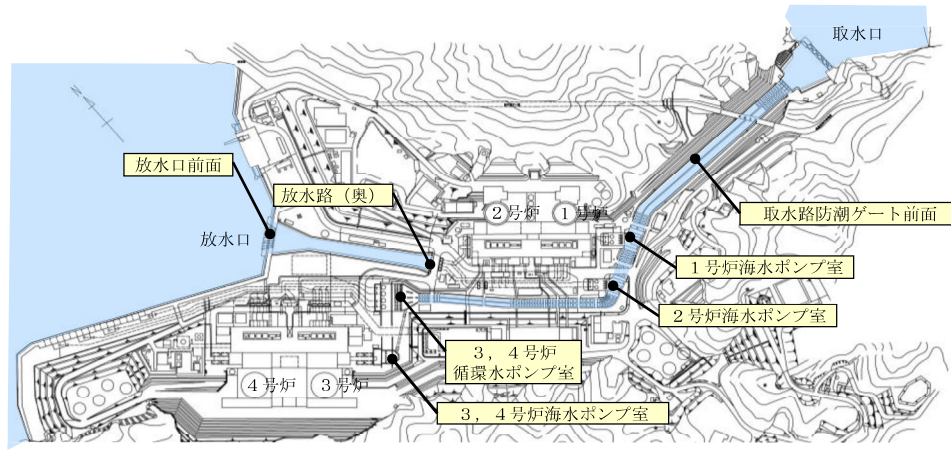 取水口
放水口前面
放水路（奥）
２号炉
１号炉
取水路防潮ゲート前面
放水口
１号炉海水ポンプ室
２号炉海水ポンプ室
３，４号炉
循環水ポンプ室
４号炉
３号炉
３，４号炉海水ポンプ室
N